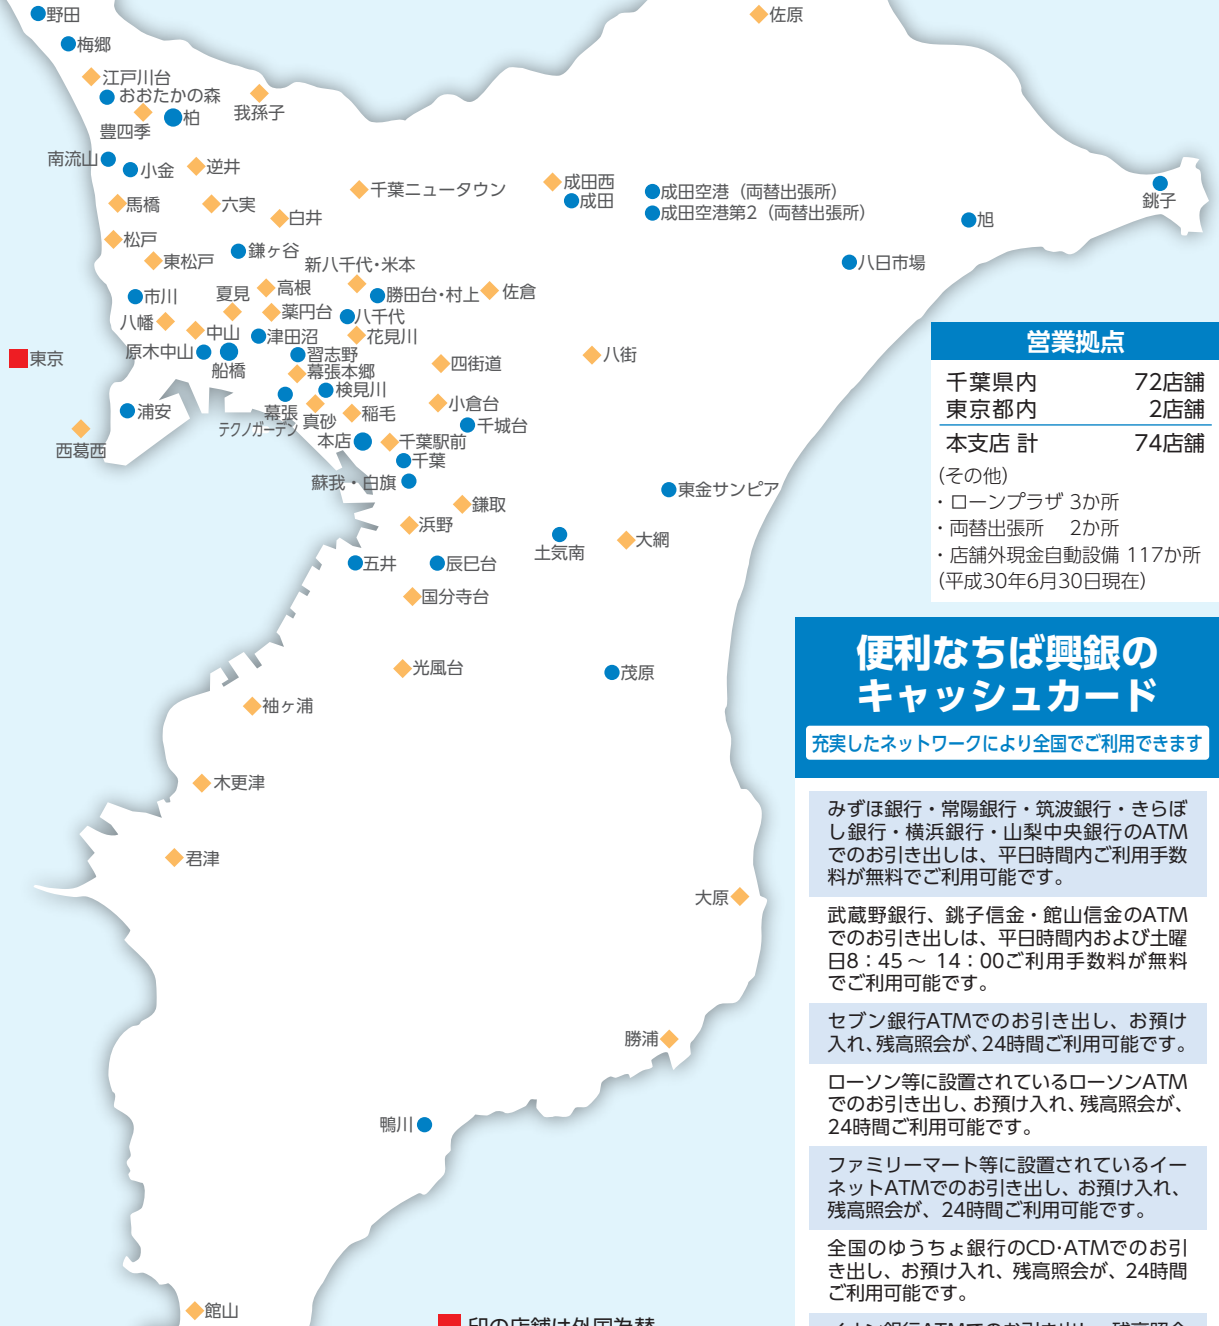 野田
佐原
梅郷
江戸川台
おおたかの森
我孫子
豊四季
柏
南流山
小金
逆井
千葉ニュータウン
成田西
成田
成田空港（両替出張所）
成田空港第2（両替出張所）
銚子
馬橋
六実
白井
旭
松戸
東松戸
鎌ヶ谷
新八千代・米本
八日市場
市川
夏見
高根
勝田台・村上
佐倉
八幡
中山
薬円台
八千代
津田沼
花見川
原木中山
船橋
習志野
東京
幕張本郷
四街道
八街
検見川
浦安
幕張
テクノガーデン
真砂
稲毛
小倉台
千城台
西葛西
本店
千葉駅前
千葉
蘇我・白旗
東金サンピア
鎌取
浜野
土気南
大網
五井
辰巳台
国分寺台
光風台
茂原
袖ヶ浦
木更津
君津
大原
勝浦
鴨川
館山
営業拠点
千葉県内 72店舗
東京都内 2店舗
本支店 計 74店舗
(その他)
・ローンプラザ 3か所
・両替出張所 2か所
・店舗外現金自動設備 117か所
(平成30年6月30日現在)
便利なちば興銀の
キャッシュカード
充実したネットワークにより全国でご利用できます
みずほ銀行・常陽銀行・筑波銀行・きらぼ
し銀行・横浜銀行・山梨中央銀行のATM
でのお引き出しは、平日時間内ご利用手数
料が無料でご利用可能です。
武蔵野銀行、銚子信金・館山信金のATM
でのお引き出しは、平日時間内および土曜
日8：45～ 14：00ご利用手数料が無料
でご利用可能です。
セブン銀行ATMでのお引き出し、お預け
入れ、残高照会が、24時間ご利用可能です。
ローソン等に設置されているローソンATM
でのお引き出し、お預け入れ、残高照会が、
24時間ご利用可能です。
ファミリーマート等に設置されているイー
ネットATMでのお引き出し、お預け入れ、
残高照会が、24時間ご利用可能です。
全国のゆうちょ銀行のCD･ATMでのお引
き出し、お預け入れ、残高照会が、24時間
ご利用可能です。
イオン銀行ATMでのお引き出し、残高照会
印の店舗は外国為替